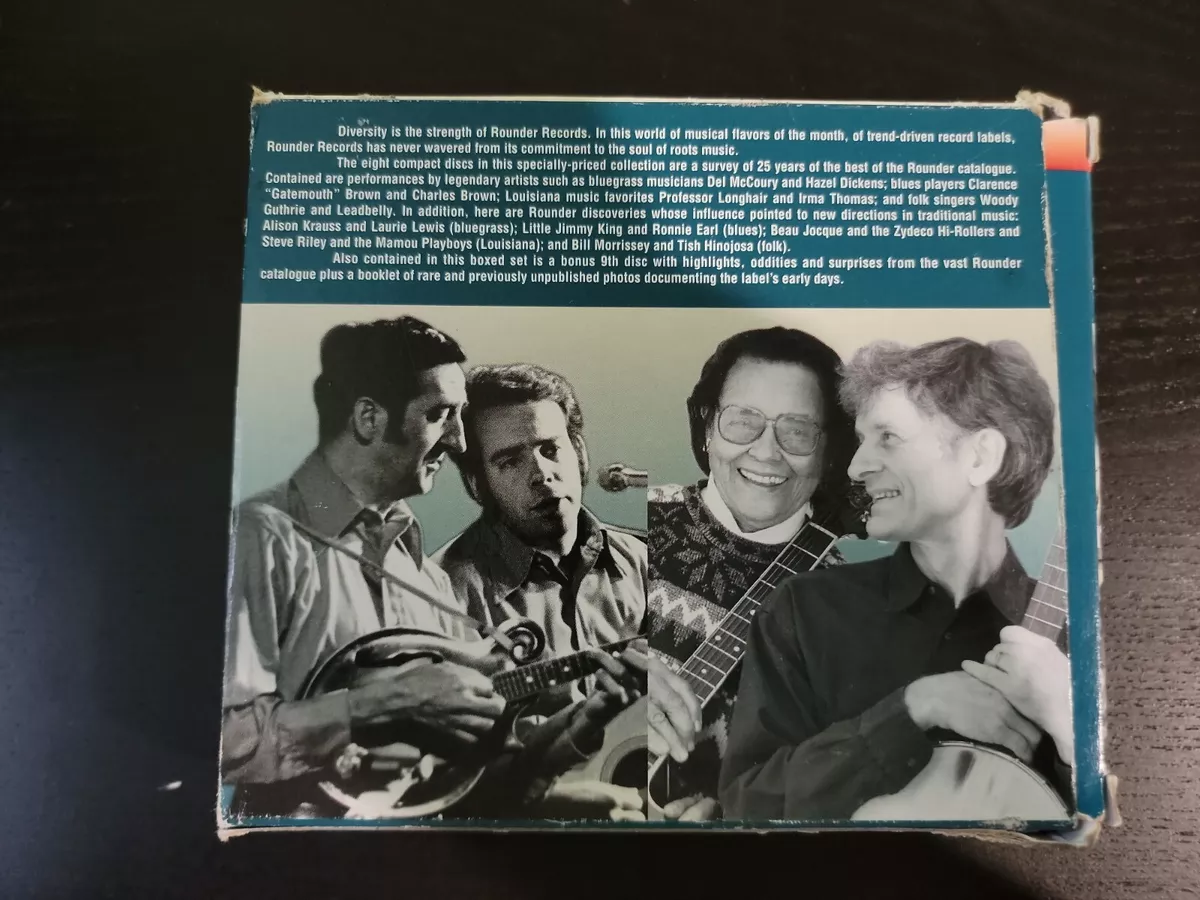 Diversity is the strength of Rounder Records. In this world of musical flavors of the month, of trend-driven record labels,
Rounder Records has never wavered from its commitment to the soul of roots music.
The eight compact discs in this specially-priced collection are a survey of 25 years of the best of the Rounder catalogue.
Contained are performances by legendary artists such as bluegrass musicians Del McCoury and Hazel Dickens; blues players Clarence
“Gatemouth” Brown and Charles Brown; Louisiana music favorites Professor Longhair and Irma Thomas; and folk singers Woody
Guthrie and Leadbelly. In addition, here are Rounder discoveries whose influence pointed to new directions in traditional music:
Alison Krauss and Laurie Lewis (bluegrass); Little Jimmy King and Ronnie Earl (blues); Beau Jocque and the Zydeco Hi-Rollers and
Steve Riley and the Mamou Playboys (Louisiana); and Bill Morrissey and Tish Hinojosa (folk).
Also contained in this boxed set is a bonus 9th disc with highlights, oddities and surprises from the vast Rounder
catalogue plus a booklet of rare and previously unpublished photos documenting the label's early days.